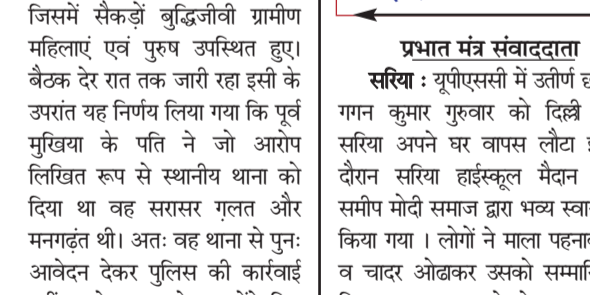 जिसमें सैकड़ों बुद्धिजीवी ग्रामीण
महिलाएं एवं पुरुष उपस्थित हुए।
बैठक देर रात तक जारी रहा इसी के
उपरांत यह निर्णय लिया गया कि पूर्व
मुखिया के पति ने जो आरोप
लिखित रूप से स्थानीय थाना को
दिया था वह सरासर ग़लत और
मनगढ़ंत थी। अतः वह थाना से पुनः
आवेदन देकर पुलिस की कार्रवाई
प्रभात मंत्र संवाददाता
सरिया : यूपीएससी में उतीर्ण
गगन कुमार गुरुवार को दिल्ली
सरिया अपने घर वापस लौटा
दौरान सरिया हाईस्कूल मैदान
समीप मोदी समाज द्वारा भव्य
किया गया । लोगों ने माला
व चादर ओढाकर उसको